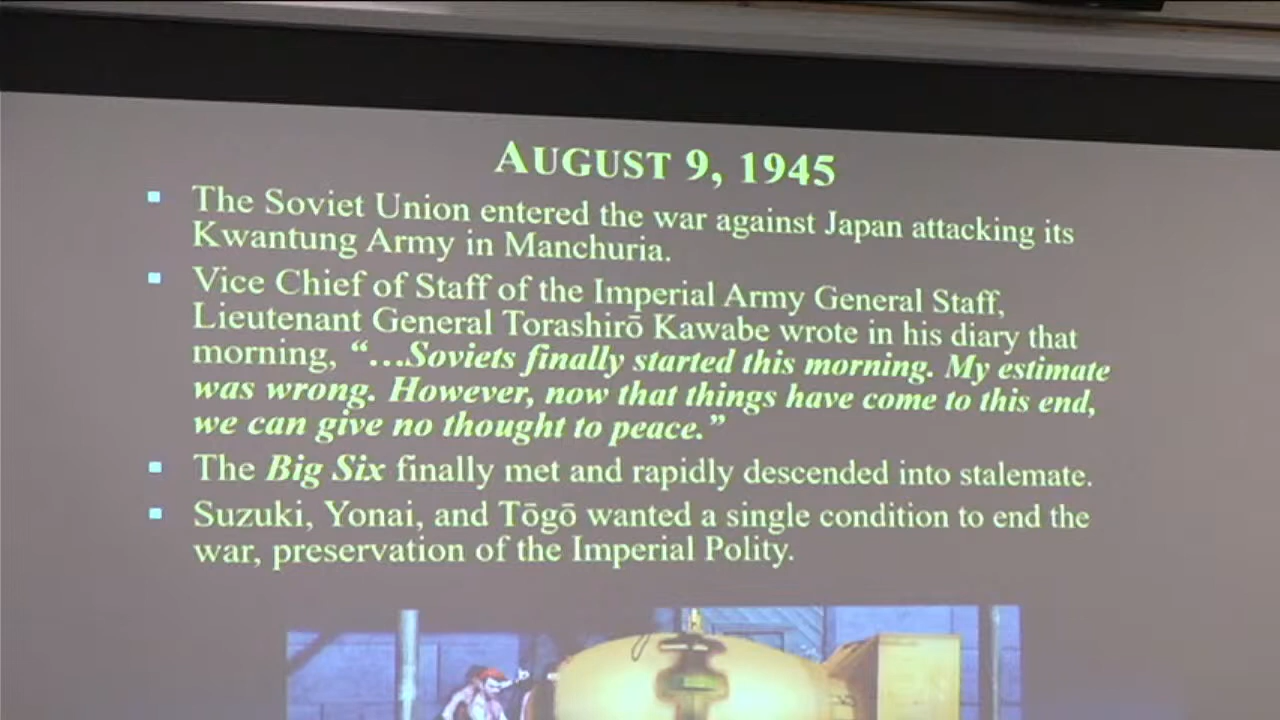 AUGUST 9, 1945
The Soviet Union entered the war against Japan attacking its
Kwantung Army in Manchuria.
Vice Chief of Staff of the Imperial Army General Staff,
Lieutenant General Torashirō Kawabe wrote in his diary that
morning, “…Soviets finally started this morning. My estimate
was wrong. However, now that things have come to this end,
we can give no thought to peace.”
The Big Six finally met and rapidly descended into stalemate.
Suzuki, Yonai, and Tōgō wanted a single condition to end the
war, preservation of the Imperial Polity.